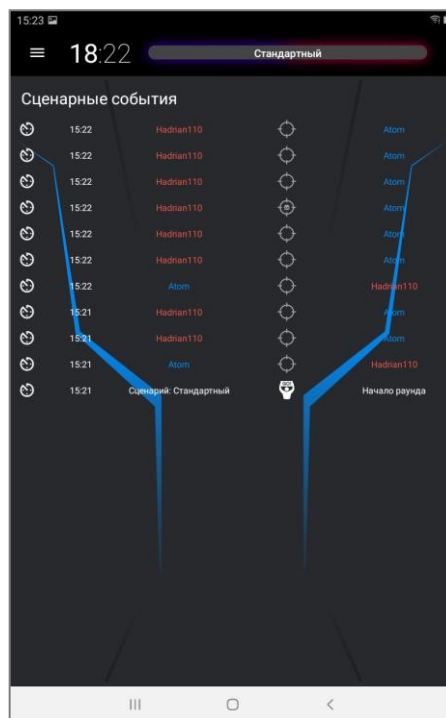 15:23
18:22 Стандартный
Сценарные события
15:22 Hadrian110 Atom
15:22 Hadrian110 Atom
15:22 Hadrian110 Atom
15:22 Hadrian110 Atom
15:22 Hadrian110 Atom
15:22 Hadrian110 Atom
15:22 Atom Hadrian110
15:21 Hadrian110 Atom
15:21 Hadrian110 Atom
15:21 Atom Hadrian110
15:21 Сценарий: Стандартный GO! Начало раунда